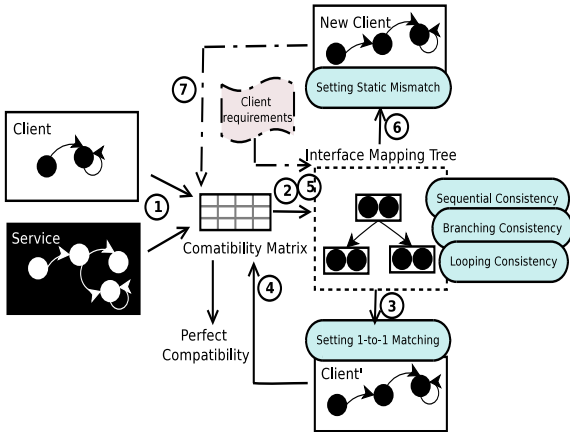 New Client
Setting Static Mismatch
7
Client
requirements
6
Client
Interface Mapping Tree
1
2
5
Sequential Consistency
Service
Branching Consistency
Comatibility Matrix
Looping Consistency
4
3
Perfect
Compatibility
Setting 1-to-1 Matching
Client'